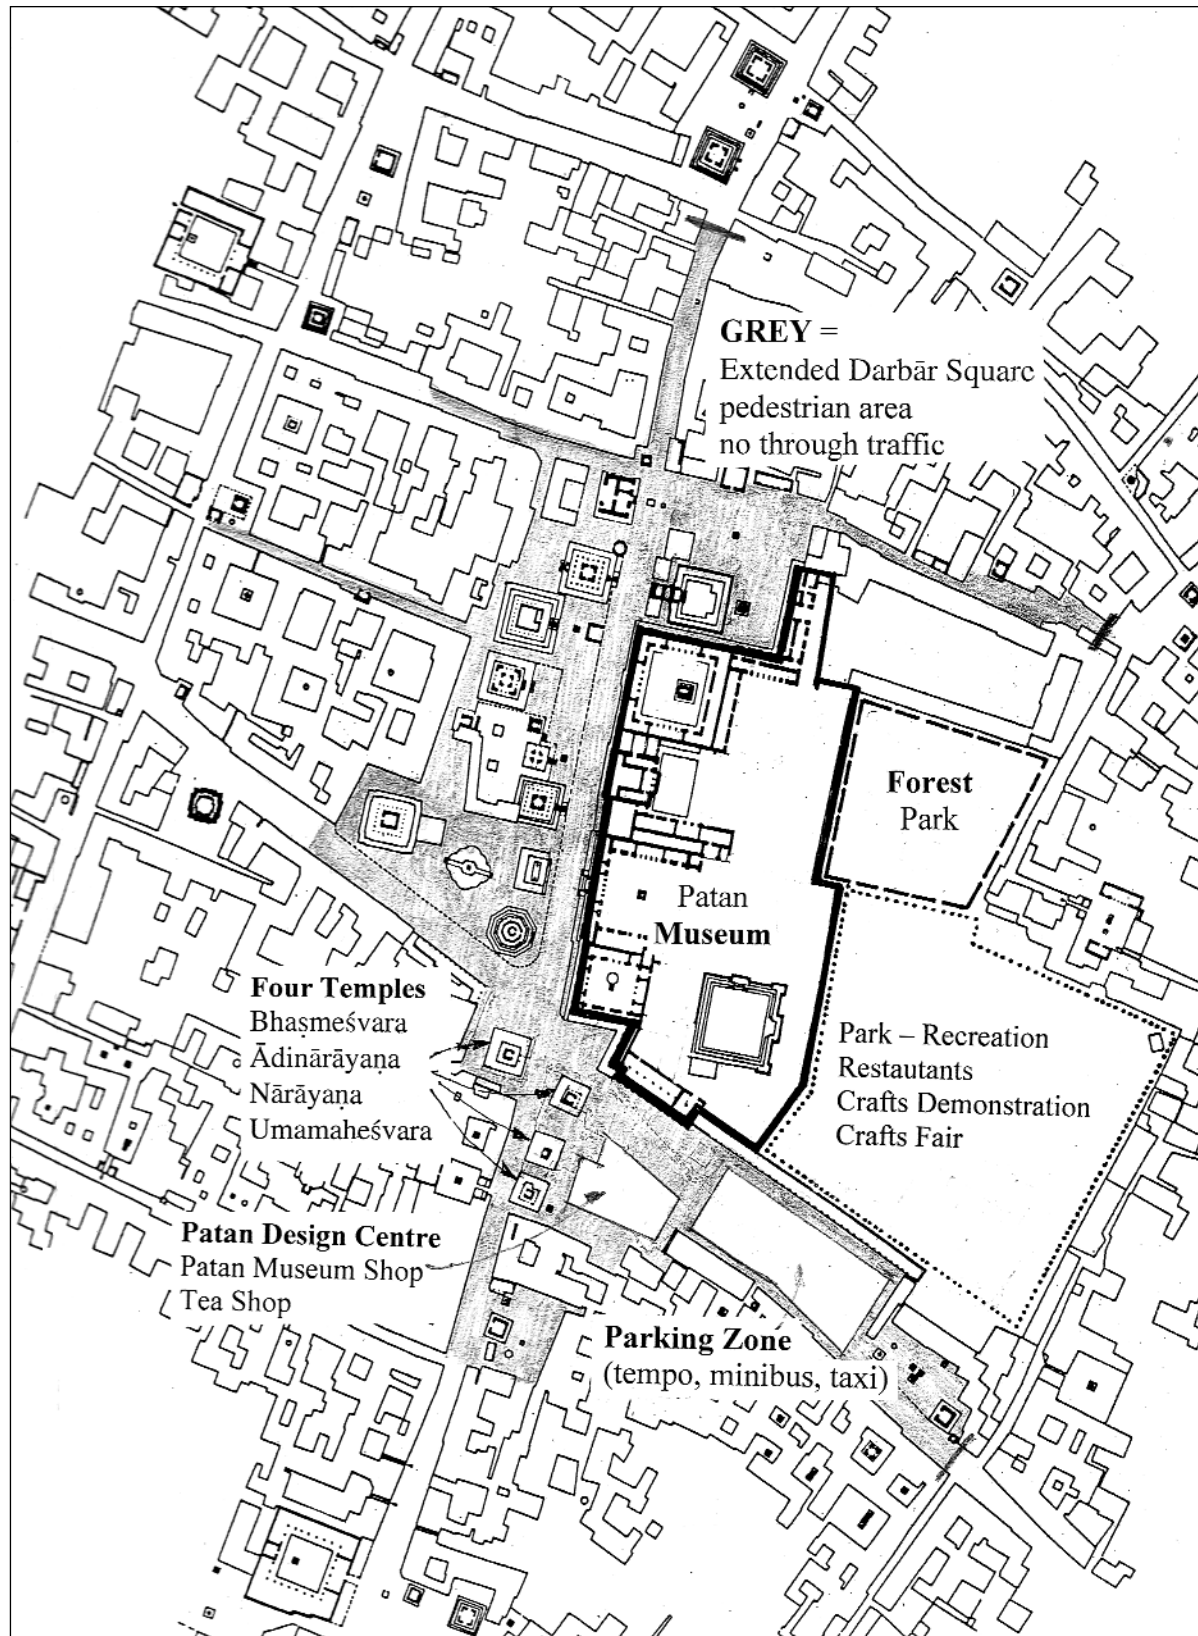 GREY =
Extended Darbār Square
pedestrian area
no through traffic
Forest
Park
Patan
Museum
Four Temples
Bhaṣmeśvara
Ādinārāyaṇa
Nārāyaṇa
Umamaheśvara
Park – Recreation
Restautants
Crafts Demonstration
Crafts Fair
Patan Design Centre
Patan Museum Shop
Tea Shop
Parking Zone
(tempo, minibus, taxi)